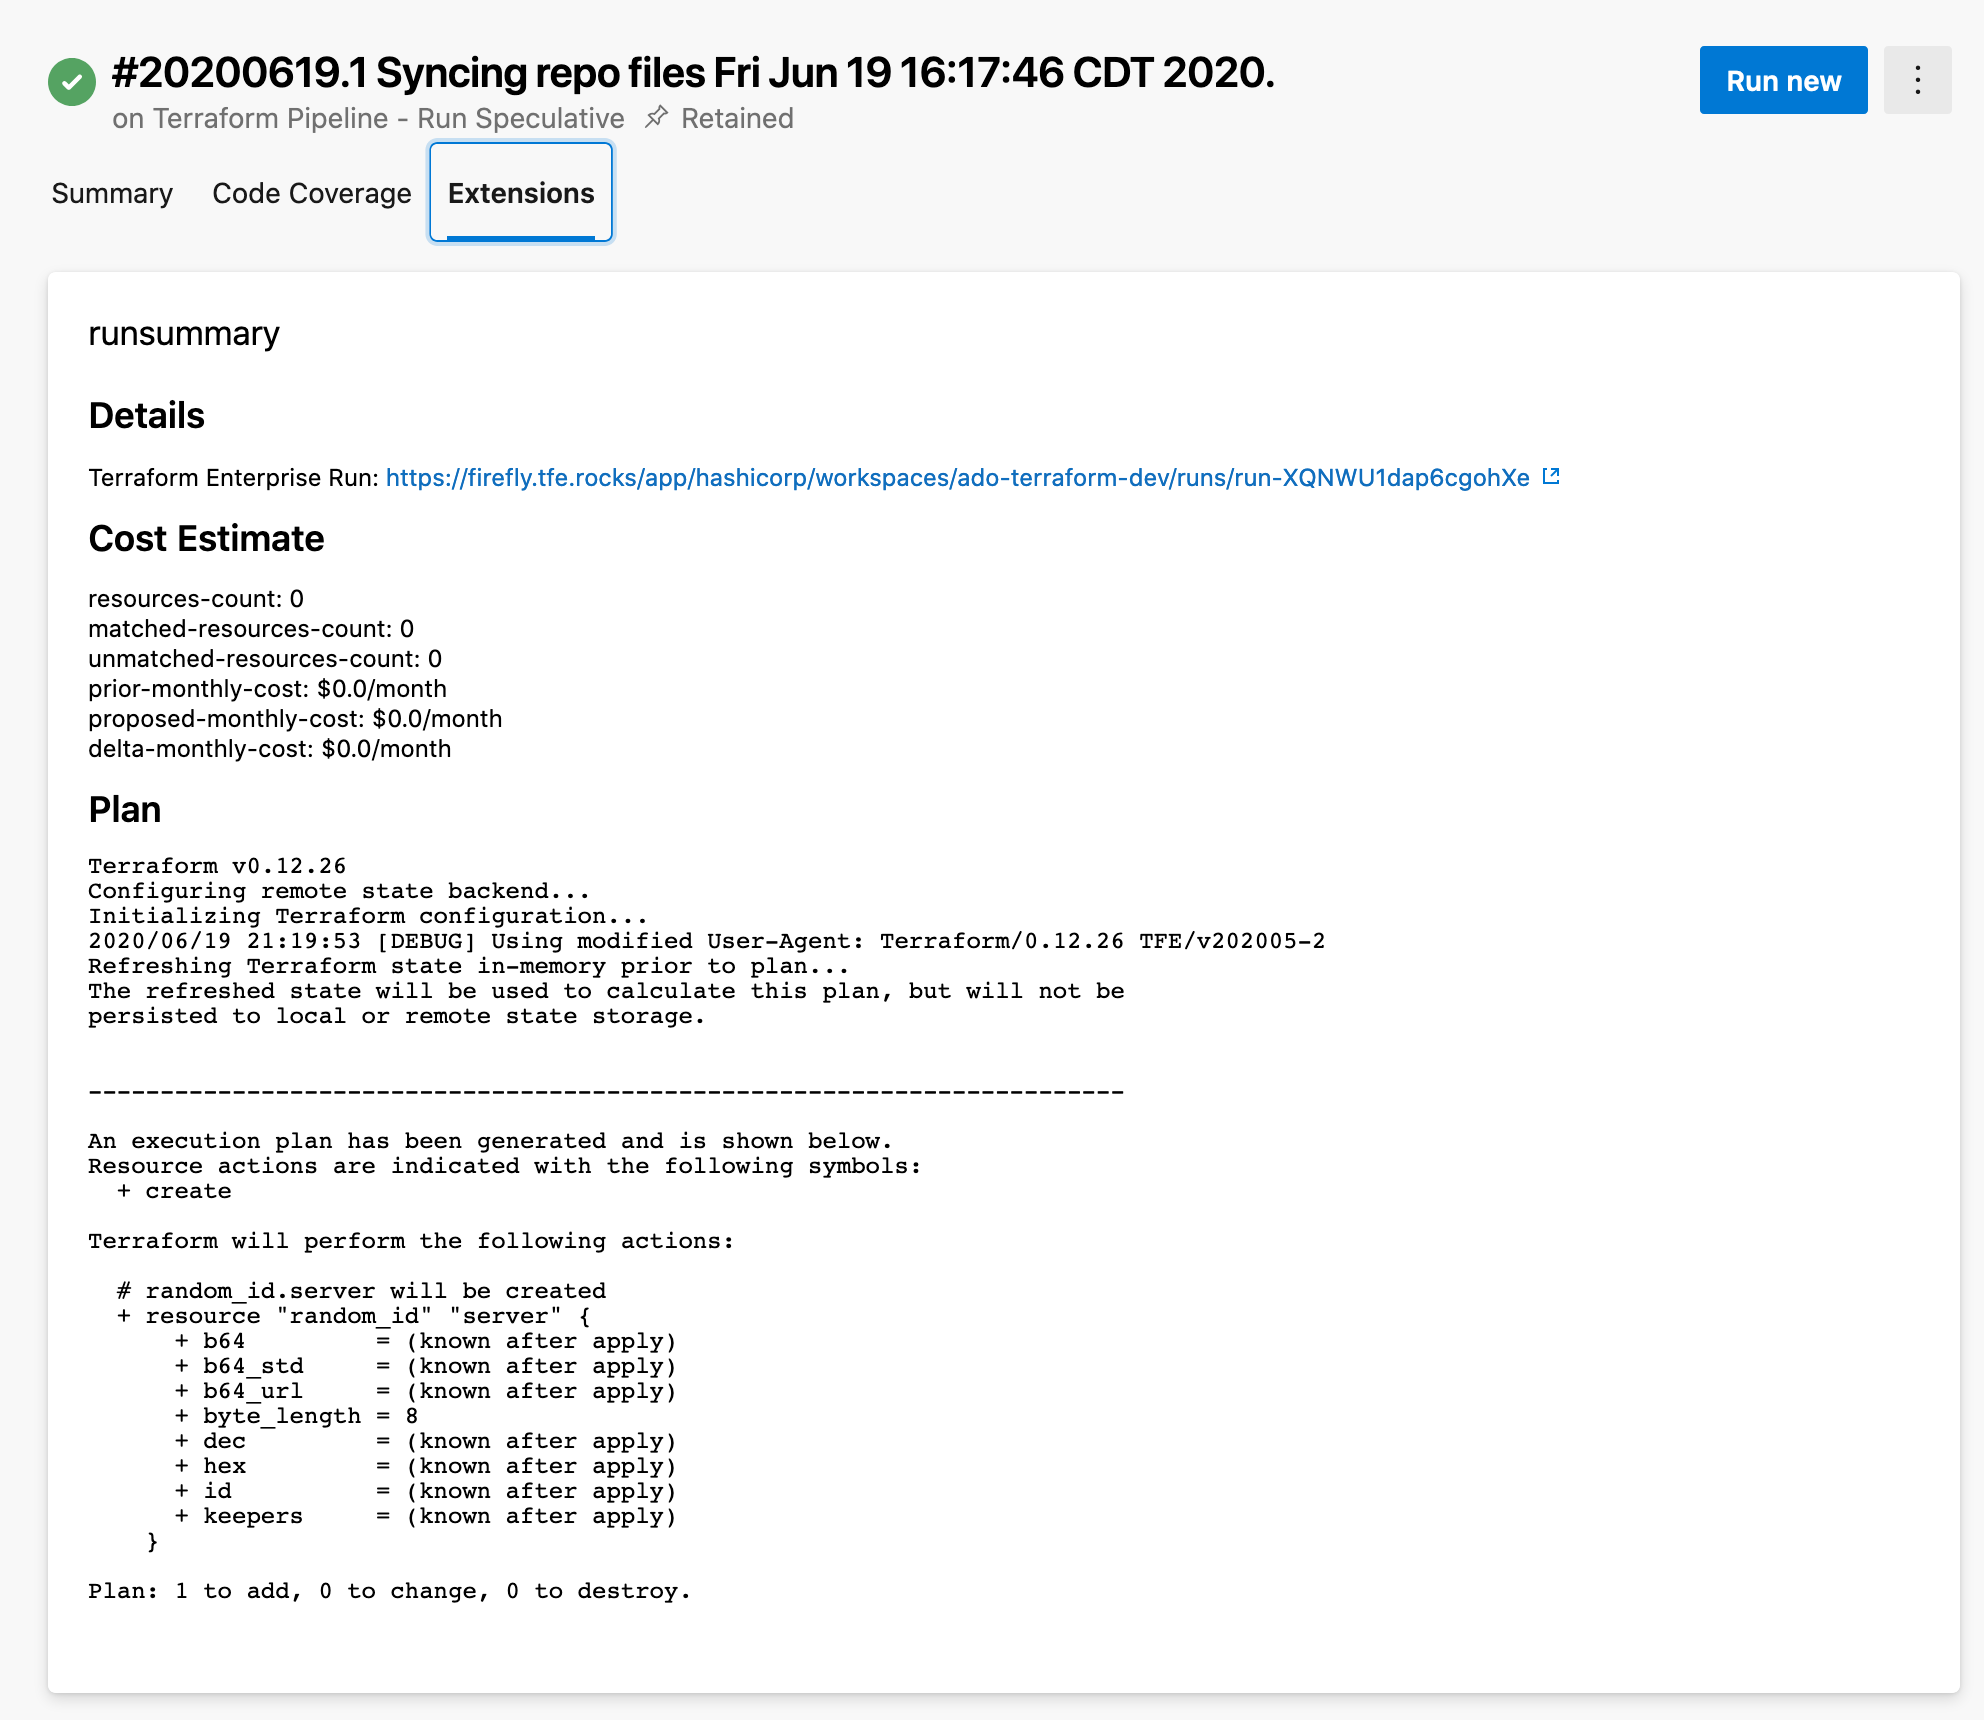 #20200619.1 Syncing repo files Fri Jun 19 16:17:46 CDT 2020.
on Terraform Pipeline - Run Speculative Retained
Run new
Summary Code Coverage Extensions
runsummary
Details
Terraform Enterprise Run: https://firefly.tfe.rocks/app/hashicorp/workspaces/ado-terraform-dev/runs/run-XQNWU1dap6cgohXe
Cost Estimate
resources-count: 0
matched-resources-count: 0
unmatched-resources-count: 0
prior-monthly-cost: $0.0/month
proposed-monthly-cost: $0.0/month
delta-monthly-cost: $0.0/month
Plan
Terraform v0.12.26
Configuring remote state backend...
Initializing Terraform configuration...
2020/06/19 21:19:53 [DEBUG] Using modified User-Agent: Terraform/0.12.26 TFE/v202005-2
Refreshing Terraform state in-memory prior to plan...
The refreshed state will be used to calculate this plan, but will not be
persisted to local or remote state storage.
------------------------------------------------------------------------
An execution plan has been generated and is shown below.
Resource actions are indicated with the following symbols:
  + create
Terraform will perform the following actions:
  # random_id.server will be created
  + resource "random_id" "server" {
      + b64         = (known after apply)
      + b64_std     = (known after apply)
      + b64_url     = (known after apply)
      + byte_length = 8
      + dec         = (known after apply)
      + hex         = (known after apply)
      + id          = (known after apply)
      + keepers     = (known after apply)
    }
Plan: 1 to add, 0 to change, 0 to destroy.